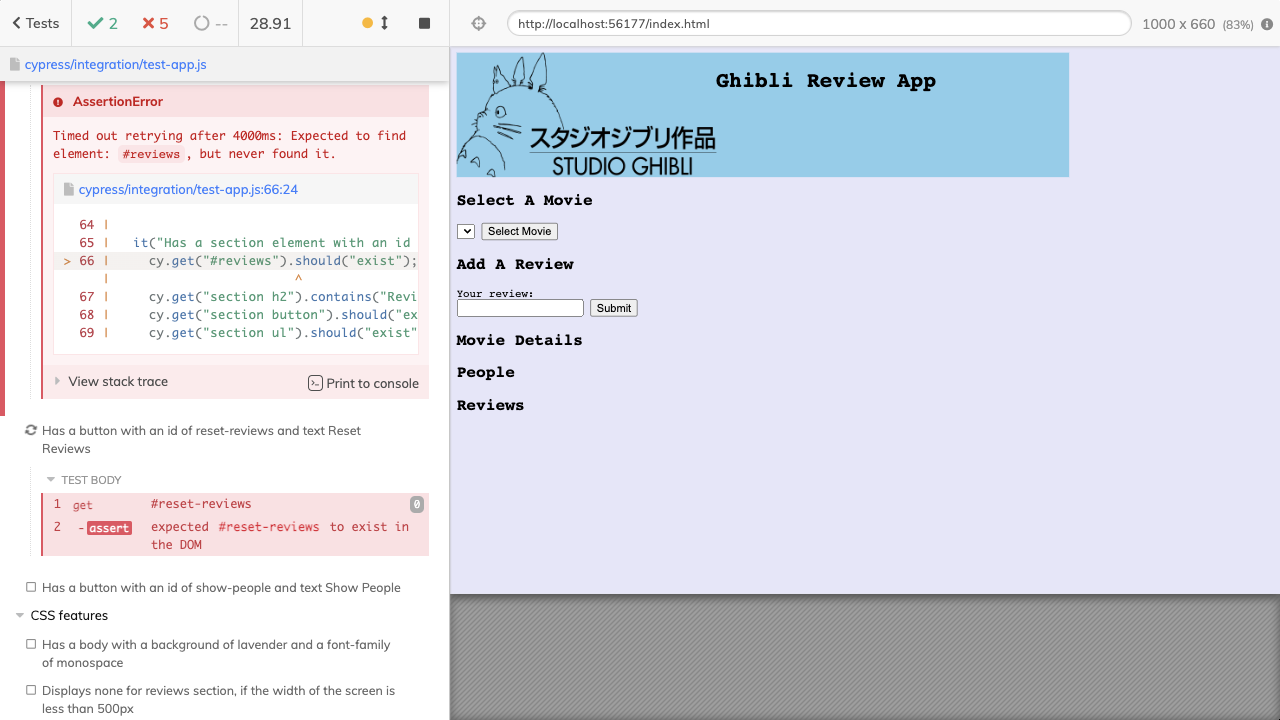 Tests
2
5
--
28.91
http://localhost:56177/index.html
1000 x 660 (83%)
cypress/integration/test-app.js
AssertionError
Timed out retrying after 4000ms: Expected to find
element: #reviews, but never found it.
cypress/integration/test-app.js:66:24
64 |
65 | it("Has a section element with an id
> 66 | cy.get("#reviews").should("exist");
| ^
67 | cy.get("section h2").contains("Revi
68 | cy.get("section button").should("ex
69 | cy.get("section ul").should("exist"
View stack trace
Print to console
Has a button with an id of reset-reviews and text Reset
Reviews
TEST BODY
1 get #reset-reviews 0
2 -assert expected #reset-reviews to exist in
the DOM
Has a button with an id of show-people and text Show People
CSS features
Has a body with a background of lavender and a font-family
of monospace
Displays none for reviews section, if the width of the screen is
less than 500px
Ghibli Review App
スタジオジブリ作品
STUDIO GHIBLI
Select A Movie
Select Movie
Add A Review
Your review:
Submit
Movie Details
People
Reviews